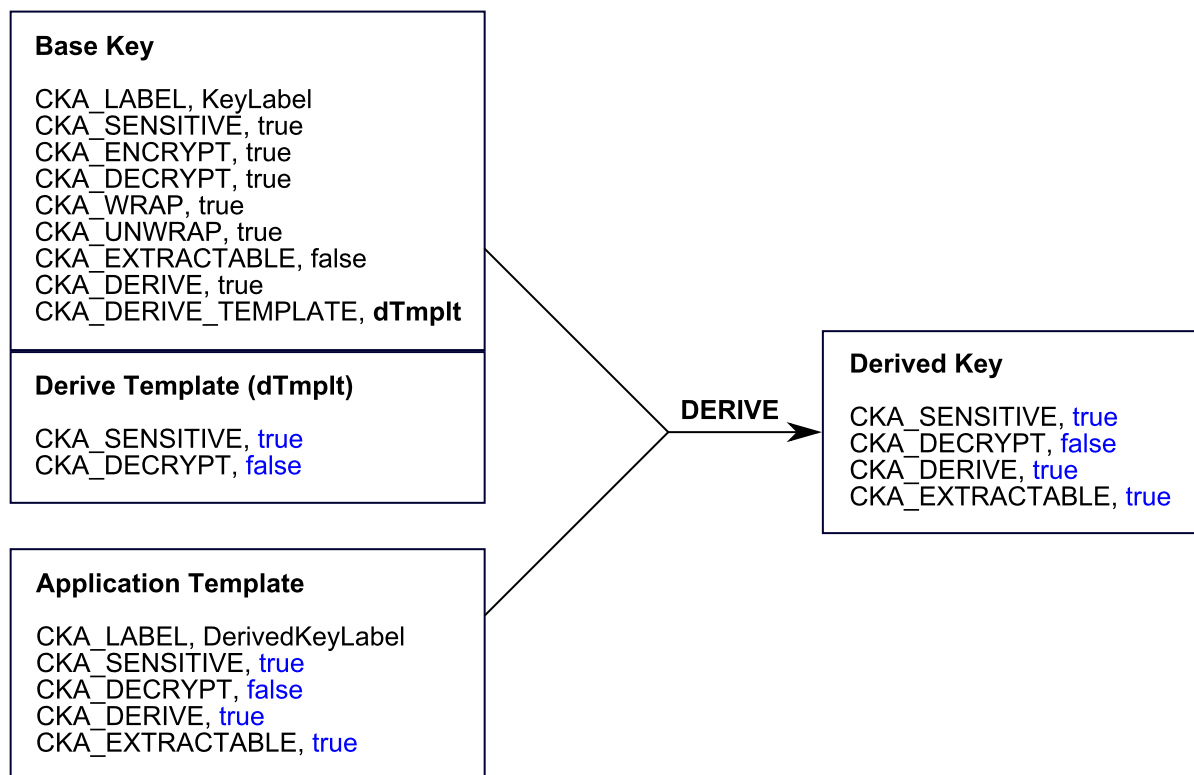 Base Key
CKA_LABEL, KeyLabel
CKA_SENSITIVE, true
CKA_ENCRYPT, true
CKA_DECRYPT, true
CKA_WRAP, true
CKA_UNWRAP, true
CKA_EXTRACTABLE, false
CKA_DERIVE, true
CKA_DERIVE_TEMPLATE, dTmplt
Derive Template (dTmplt)
CKA_SENSITIVE, true
CKA_DECRYPT, false
Application Template
CKA_LABEL, DerivedKeyLabel
CKA_SENSITIVE, true
CKA_DECRYPT, false
CKA_DERIVE, true
CKA_EXTRACTABLE, true
DERIVE
Derived Key
CKA_SENSITIVE, true
CKA_DECRYPT, false
CKA_DERIVE, true
CKA_EXTRACTABLE, true